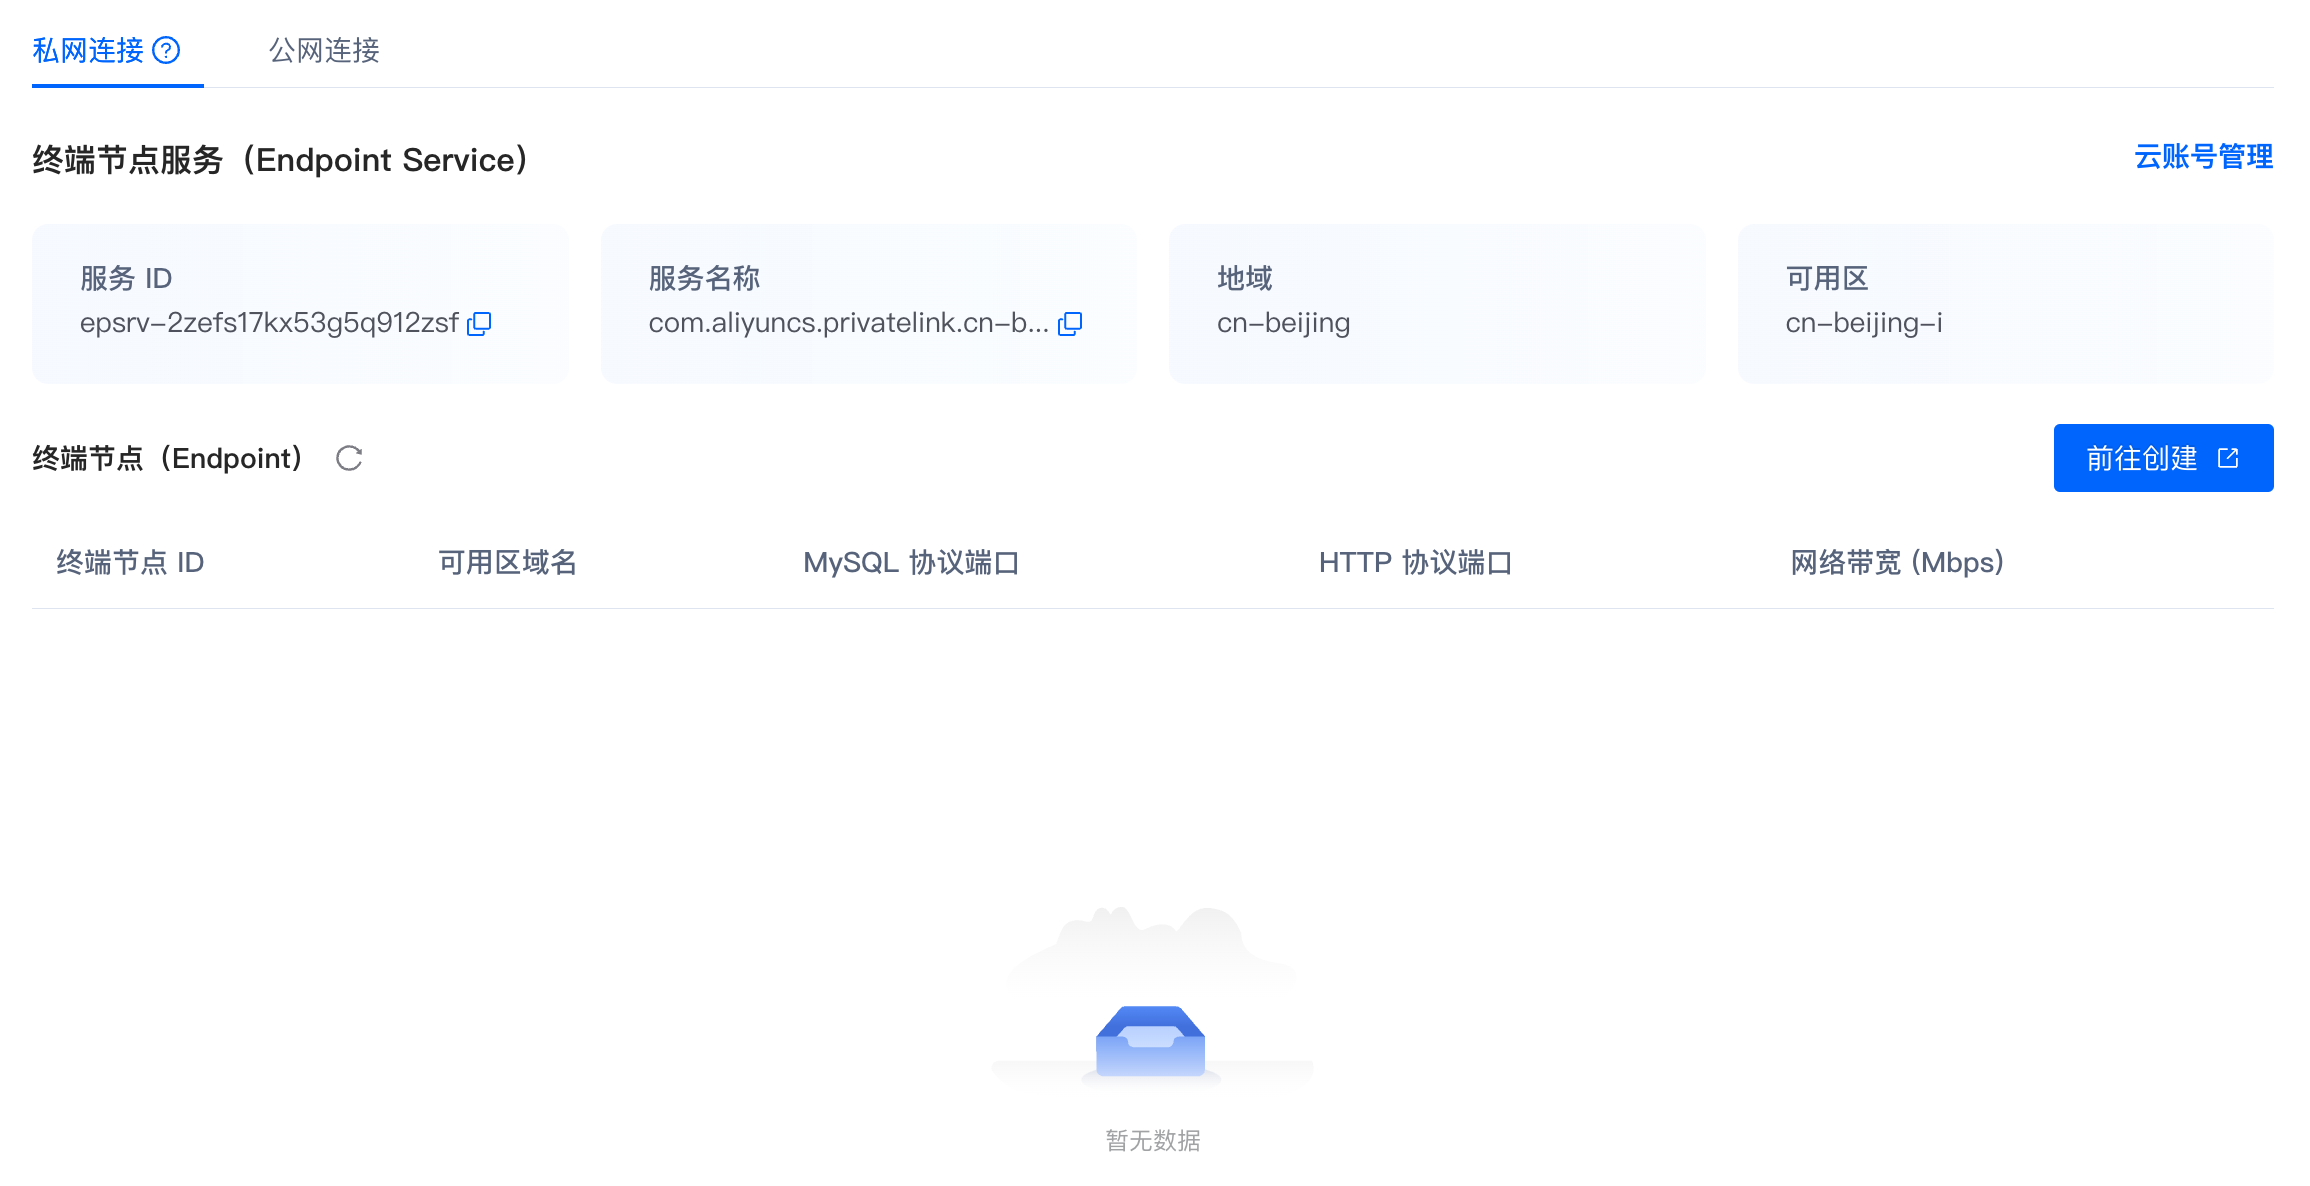 私网连接
公网连接
终端节点服务（Endpoint Service）
云账号管理
服务 ID
epsrv-2zefs17kx53g5q912zsf
服务名称
com.aliyuncs.privatelink.cn-b...
地域
cn-beijing
可用区
cn-beijing-i
终端节点（Endpoint）
前往创建
终端节点 ID
可用区域名
MySQL 协议端口
HTTP 协议端口
网络带宽 (Mbps)
暂无数据